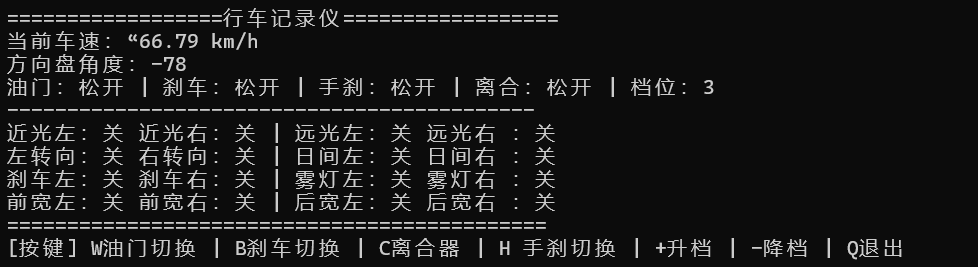 ==================行车记录仪==================
当前车速: “66.79 km/h
方向盘角度: -78
油门: 松开 | 刹车: 松开 | 手刹: 松开 | 离合: 松开 | 档位: 3
--------------------------------------------
近光左: 关 近光右: 关 | 远光左: 关 远光右 : 关
左转向: 关 右转向: 关 | 日间左: 关 日间右 : 关
刹车左: 关 刹车右: 关 | 雾灯左: 关 雾灯右 : 关
前宽左: 关 前宽右: 关 | 后宽左: 关 后宽右 : 关
=============================================
[按键] W油门切换 | B刹车切换 | C离合器 | H 手刹切换 | +升档 | -降档 | Q退出